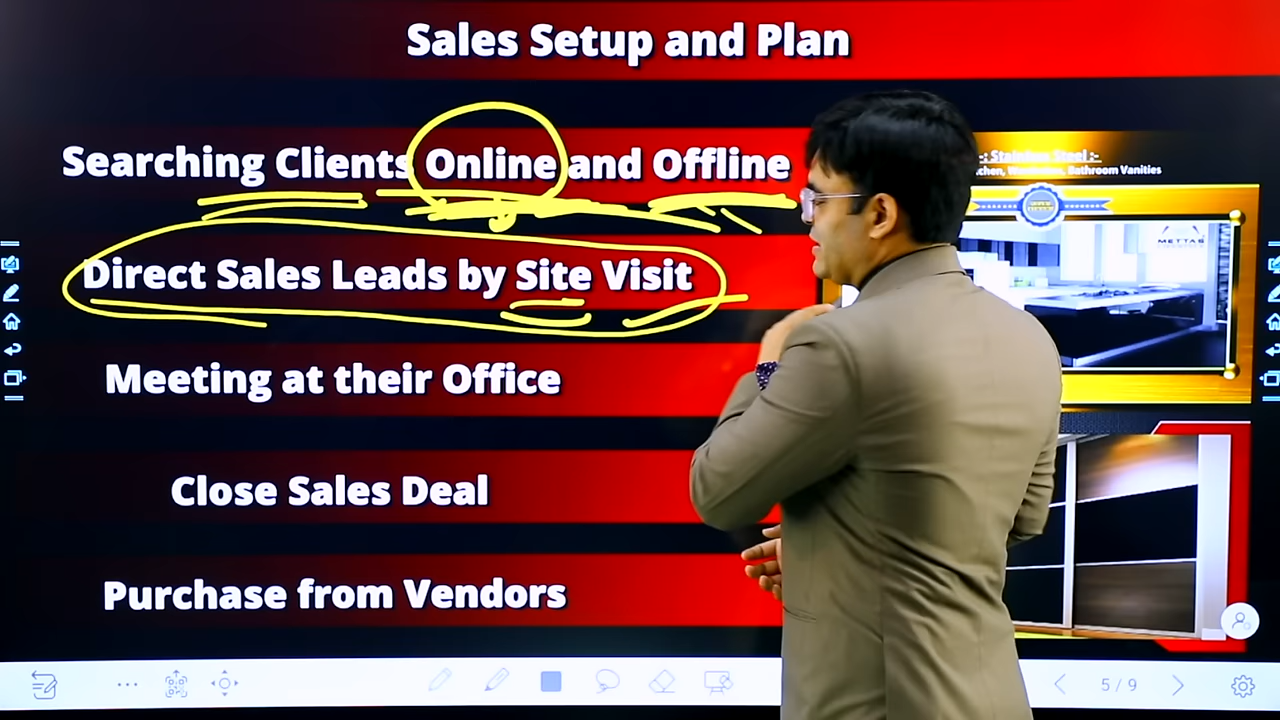 Sales Setup and Plan
Searching Clients Online and Offline
-: Stainless Steel :-
Bathroom Vanities
Direct Sales Leads by Site Visit
METTAS
Meeting at their Office
Close Sales Deal
Purchase from Vendors
5 / 9